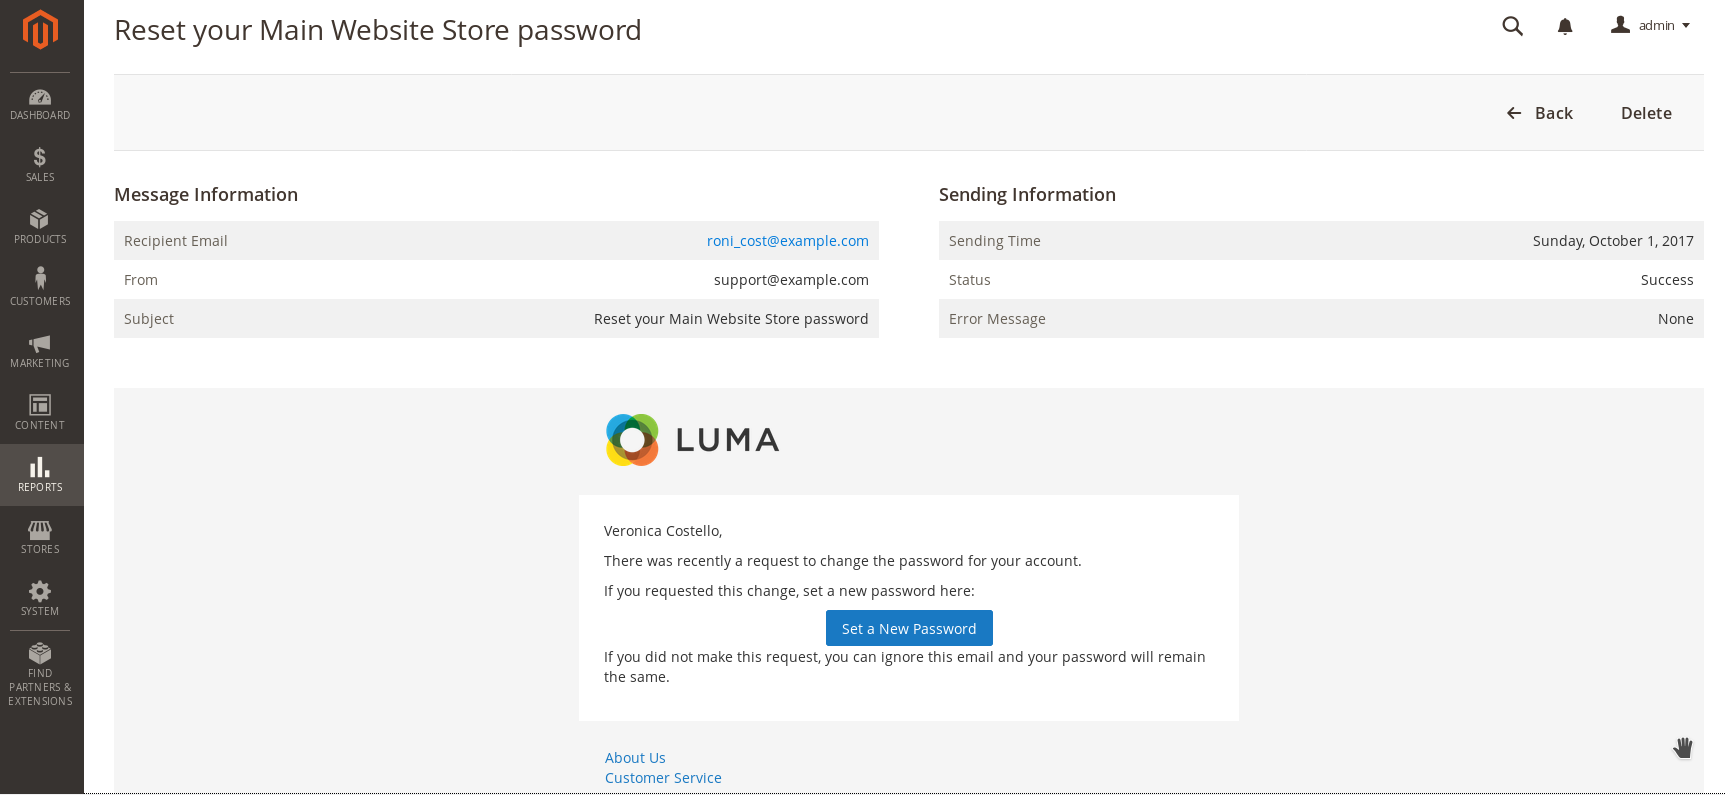 Reset your Main Website Store password
admin
DASHBOARD
SALES
PRODUCTS
CUSTOMERS
MARKETING
CONTENT
REPORTS
STORES
SYSTEM
FIND
PARTNERS &
EXTENSIONS
Back
Delete
Message Information
Recipient Email roni_cost@example.com
From support@example.com
Subject Reset your Main Website Store password
Sending Information
Sending Time Sunday, October 1, 2017
Status Success
Error Message None
LUMA
Veronica Costello,
There was recently a request to change the password for your account.
If you requested this change, set a new password here:
Set a New Password
If you did not make this request, you can ignore this email and your password will remain
the same.
About Us
Customer Service